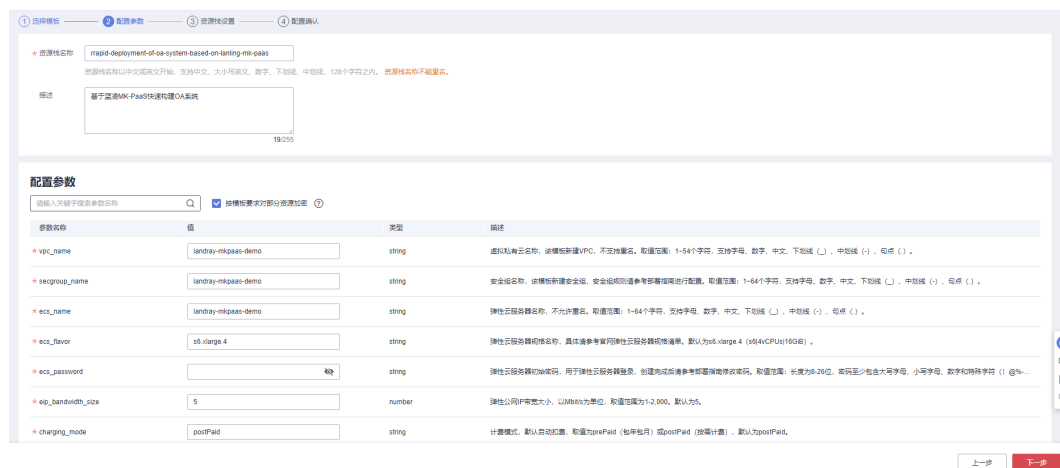 1 选择模板 2 配置参数 3 资源栈设置 4 配置确认
* 资源栈名称 rrapid-deployment-of-oa-system-based-on-lanling-mk-paas
资源栈名称以中文或英文开始，支持中文、大小写英文、数字、下划线、中划线，128个字符之内。 资源栈名称不能重名。
描述 基于蓝凌MK-PaaS快速构建OA系统
19/255
配置参数
请输入关键字搜索参数名称 按模板要求对部分资源加密 ?
参数名称 值 类型 描述
* vpc_name landray-mkpaas-demo string 虚拟私有云名称，该模板新建VPC，不支持重名。取值范围：1~54个字符，支持字母、数字、中文、下划线（_）、中划线（-）、句点（.）。
* secgroup_name landray-mkpaas-demo string 安全组名称，该模板新建安全组，安全组规则请参考部署指南进行配置。取值范围：1~64个字符，支持字母、数字、中文、下划线（_）、中划线（-）、句点（.）。
* ecs_name landray-mkpaas-demo string 弹性云服务器名称，不允许重名。取值范围：1~64个字符，支持字母、数字、中文、下划线（_）、中划线（-）、句点（.）。
* ecs_flavor s6.xlarge.4 string 弹性云服务器规格名称，具体请参考官网弹性云服务器规格清单。默认为s6.xlarge.4（s6|4vCPUs|16GiB）。
* ecs_password string 弹性云服务器初始密码，用于弹性云服务器登录，创建完成后请参考部署指南修改密码。取值范围：长度为8-26位，密码至少包含大写字母、小写字母、数字和特殊字符（!@%-...
* eip_bandwidth_size 5 number 弹性公网IP带宽大小，以Mbit/s为单位，取值范围为1-2,000。默认为5。
* charging_mode postPaid string 计费模式，默认自动扣费，取值为prePaid（包年包月）或postPaid（按需计费），默认为postPaid。
上一步 下一步